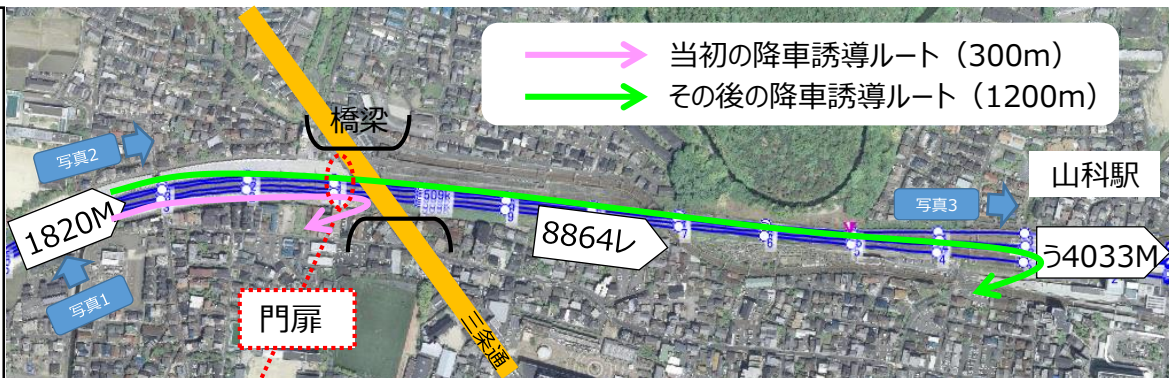 当初の降車誘導ルート（300m）
その後の降車誘導ルート（1200m）
橋梁
写真2
山科駅
写真3
1820M
509k
8864レ
う4033M
写真1
門扉
三条通